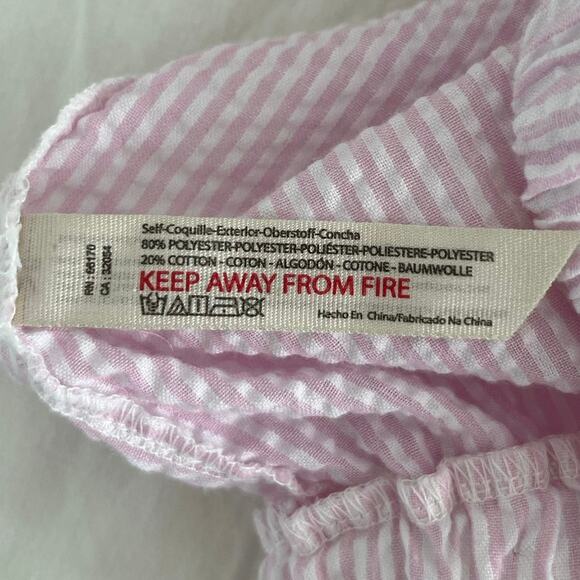 Self-Coquille-Exterior-Oberstoff-Concha
80% POLYESTER-POLYESTER-POLIÉSTER-POLIESTERE-POLYESTER
20% COTTON - COTON - ALGODÓN - COTONE - BAUMWOLLE
KEEP AWAY FROM FIRE
Hecho En China/Fabricado Na China
RN: 66170
CA: 32054